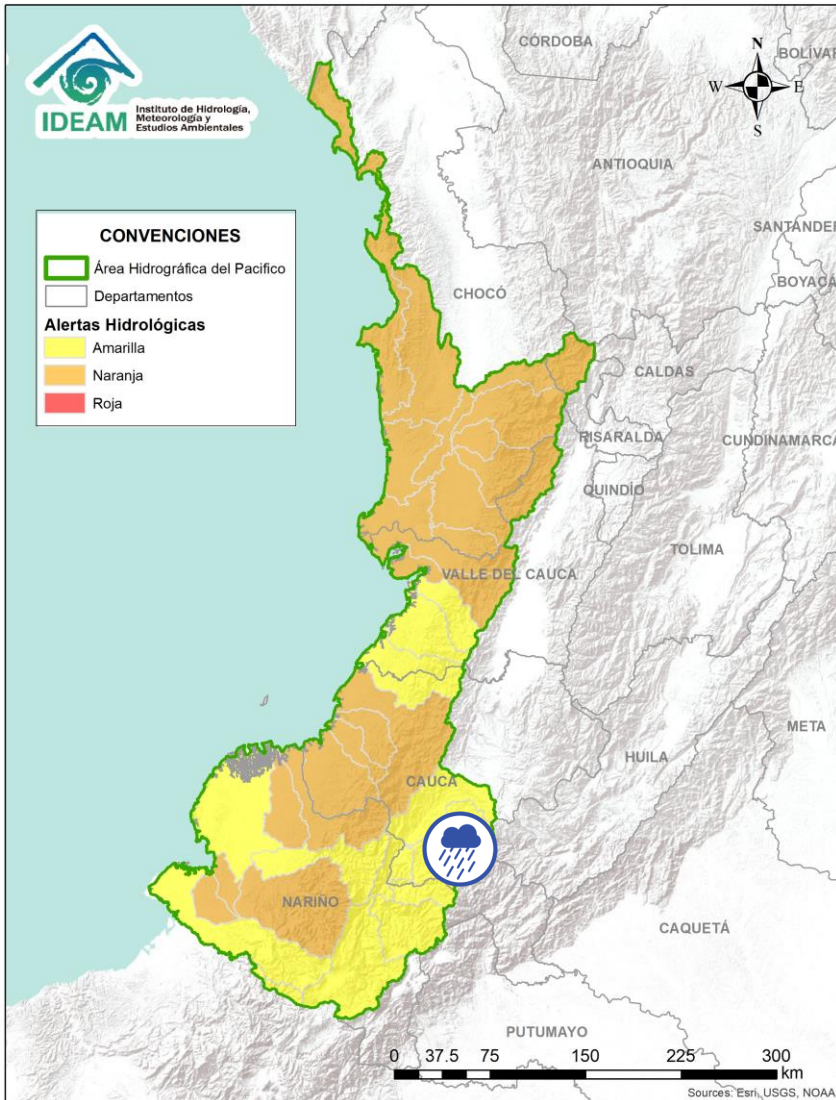 CÓRDOBA
BOLÍVAR
N
W
E
S
IDEAM
Instituto de Hidrología,
Meteorología y
Estudios Ambientales
ANTIOQUIA
SANTANDER
CONVENCIONES
Área Hidrográfica del Pacifico
Departamentos
Alertas Hidrológicas
Amarilla
Naranja
Roja
BOYACÁ
CHOCÓ
CALDAS
RISARALDA
CUNDINAMARCA
QUINDÍO
TOLIMA
VALLE DEL CAUCA
META
HUILA
CAUCA
NARIÑO
CAQUETÁ
PUTUMAYO
0 37.5 75 150 225 300
km
Sources: Esri, USGS, NOAA